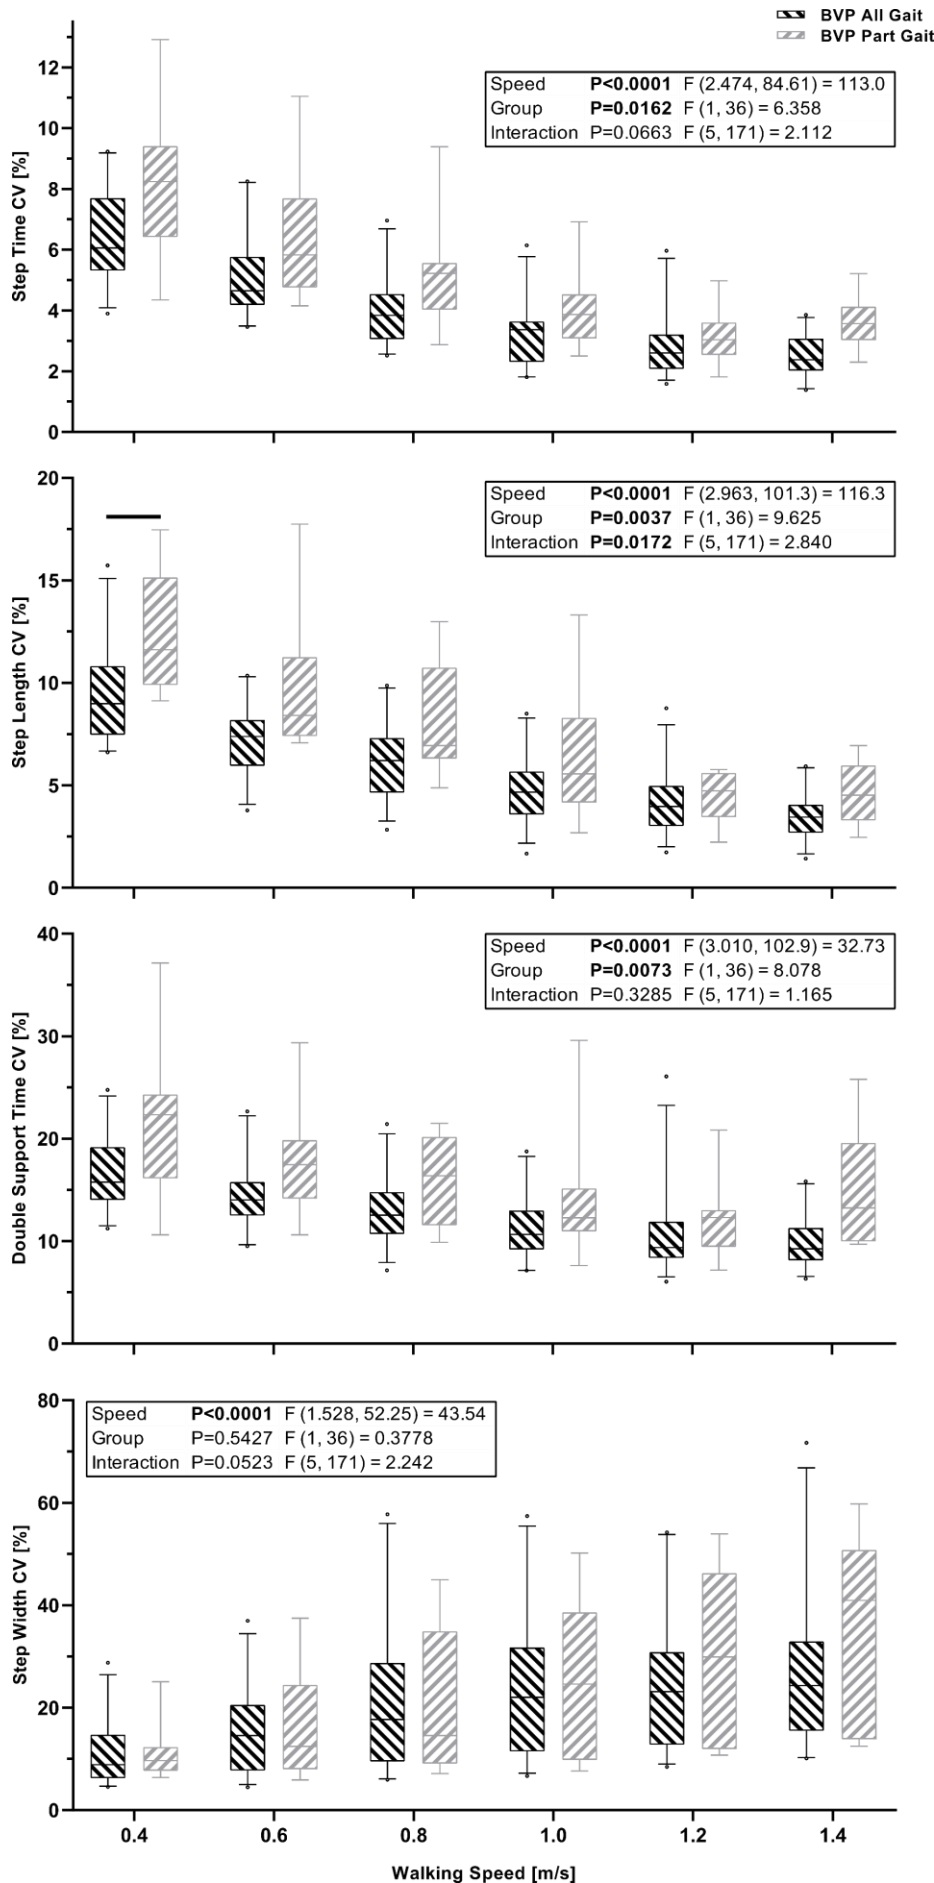 BVP All Gait
BVP Part Gait
Step Time CV [%]
12
10
8
6
4
2
0
Speed P<0.0001 F (2.474, 84.61) = 113.0
Group P=0.0162 F (1, 36) = 6.358
Interaction P=0.0663 F (5, 171) = 2.112
Step Length CV [%]
20
15
10
5
0
Speed P<0.0001 F (2.963, 101.3) = 116.3
Group P=0.0037 F (1, 36) = 9.625
Interaction P=0.0172 F (5, 171) = 2.840
Double Support Time CV [%]
40
30
20
10
0
Speed P<0.0001 F (3.010, 102.9) = 32.73
Group P=0.0073 F (1, 36) = 8.078
Interaction P=0.3285 F (5, 171) = 1.165
Step Width CV [%]
80
60
40
20
0
Speed P<0.0001 F (1.528, 52.25) = 43.54
Group P=0.5427 F (1, 36) = 0.3778
Interaction P=0.0523 F (5, 171) = 2.242
0.4 0.6 0.8 1.0 1.2 1.4
Walking Speed [m/s]